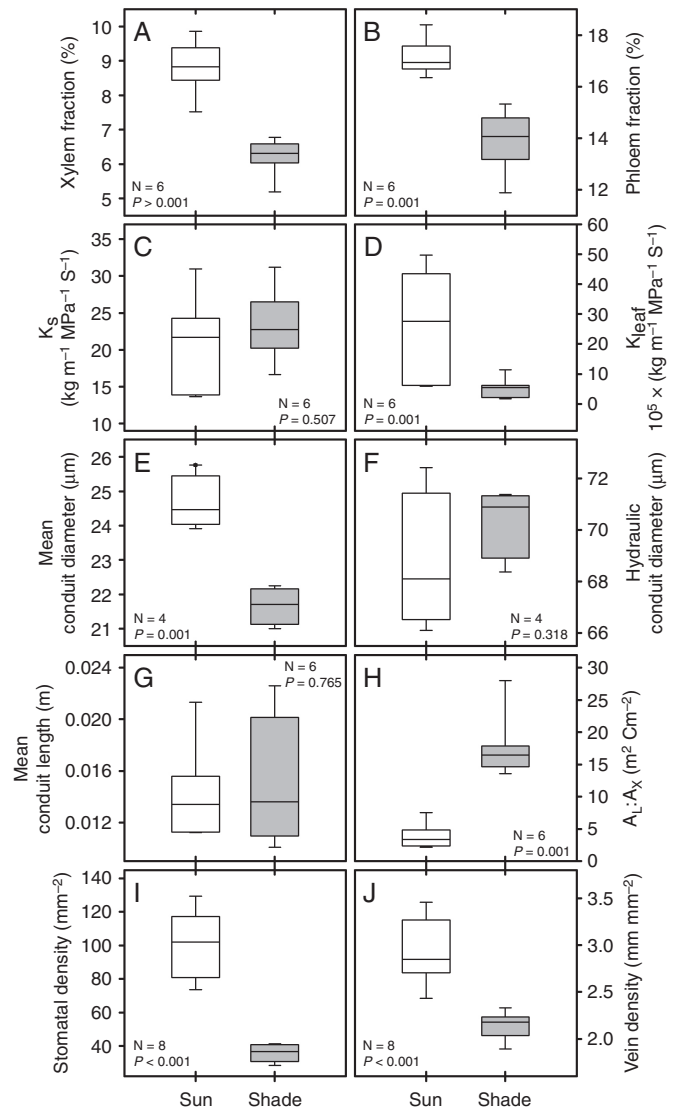 A
Xylem fraction (%)
10
9
8
7
6
5
N = 6
P > 0.001
B
Phloem fraction (%)
18
16
14
12
N = 6
P = 0.001
C
Ks
(kg m−1 MPa−1 S−1)
35
30
25
20
15
10
N = 6
P = 0.507
D
Kleaf
10⁵ × (kg m−1 MPa−1 S−1)
60
50
40
30
20
10
0
N = 6
P = 0.001
E
Mean
conduit diameter (µm)
26
25
24
23
22
21
N = 4
P = 0.001
F
Hydraulic
conduit diameter (µm)
72
70
68
66
N = 4
P = 0.318
G
Mean
conduit length (m)
0.024
0.020
0.016
0.012
N = 6
P = 0.765
H
AL:AX (m2 Cm−2)
30
25
20
15
10
5
0
N = 6
P = 0.001
I
Stomatal density (mm−2)
140
120
100
80
60
40
N = 8
P < 0.001
J
Vein density (mm mm−2)
3.5
3.0
2.5
2.0
N = 8
P < 0.001
Sun Shade
Sun Shade